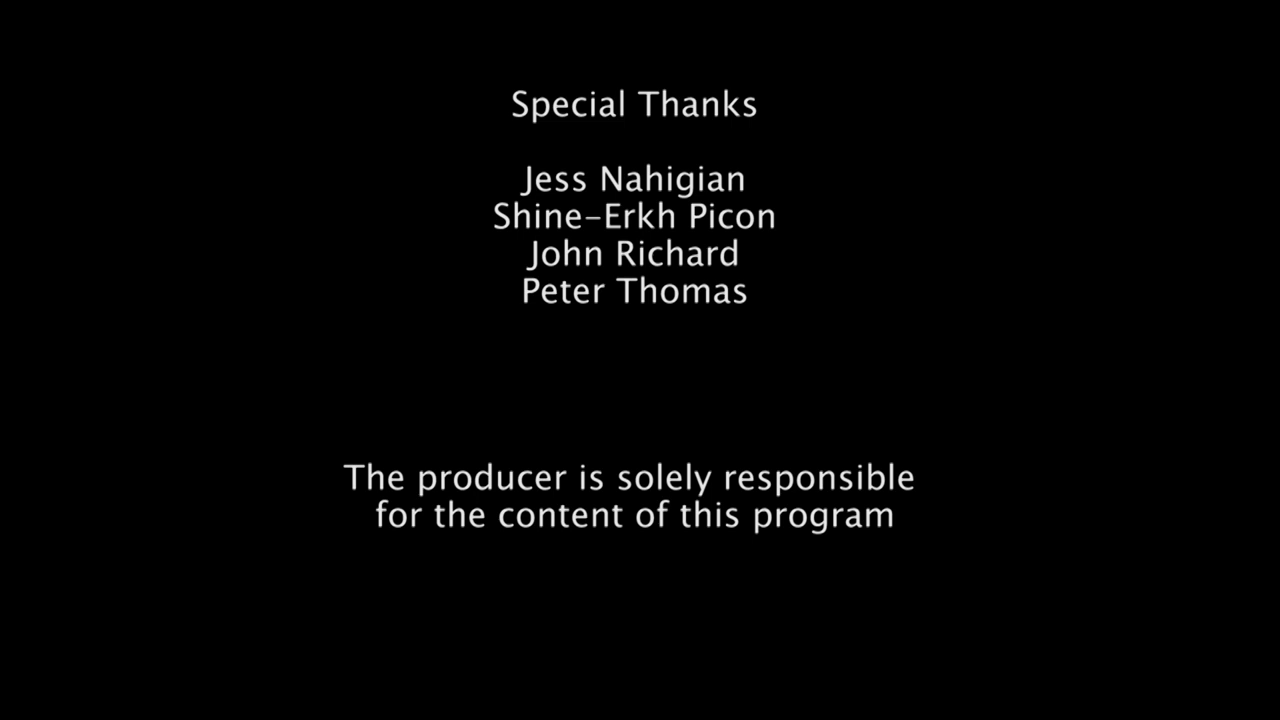 Special Thanks
Jess Nahigian
Shine-Erkh Picon
John Richard
Peter Thomas
The producer is solely responsible
for the content of this program